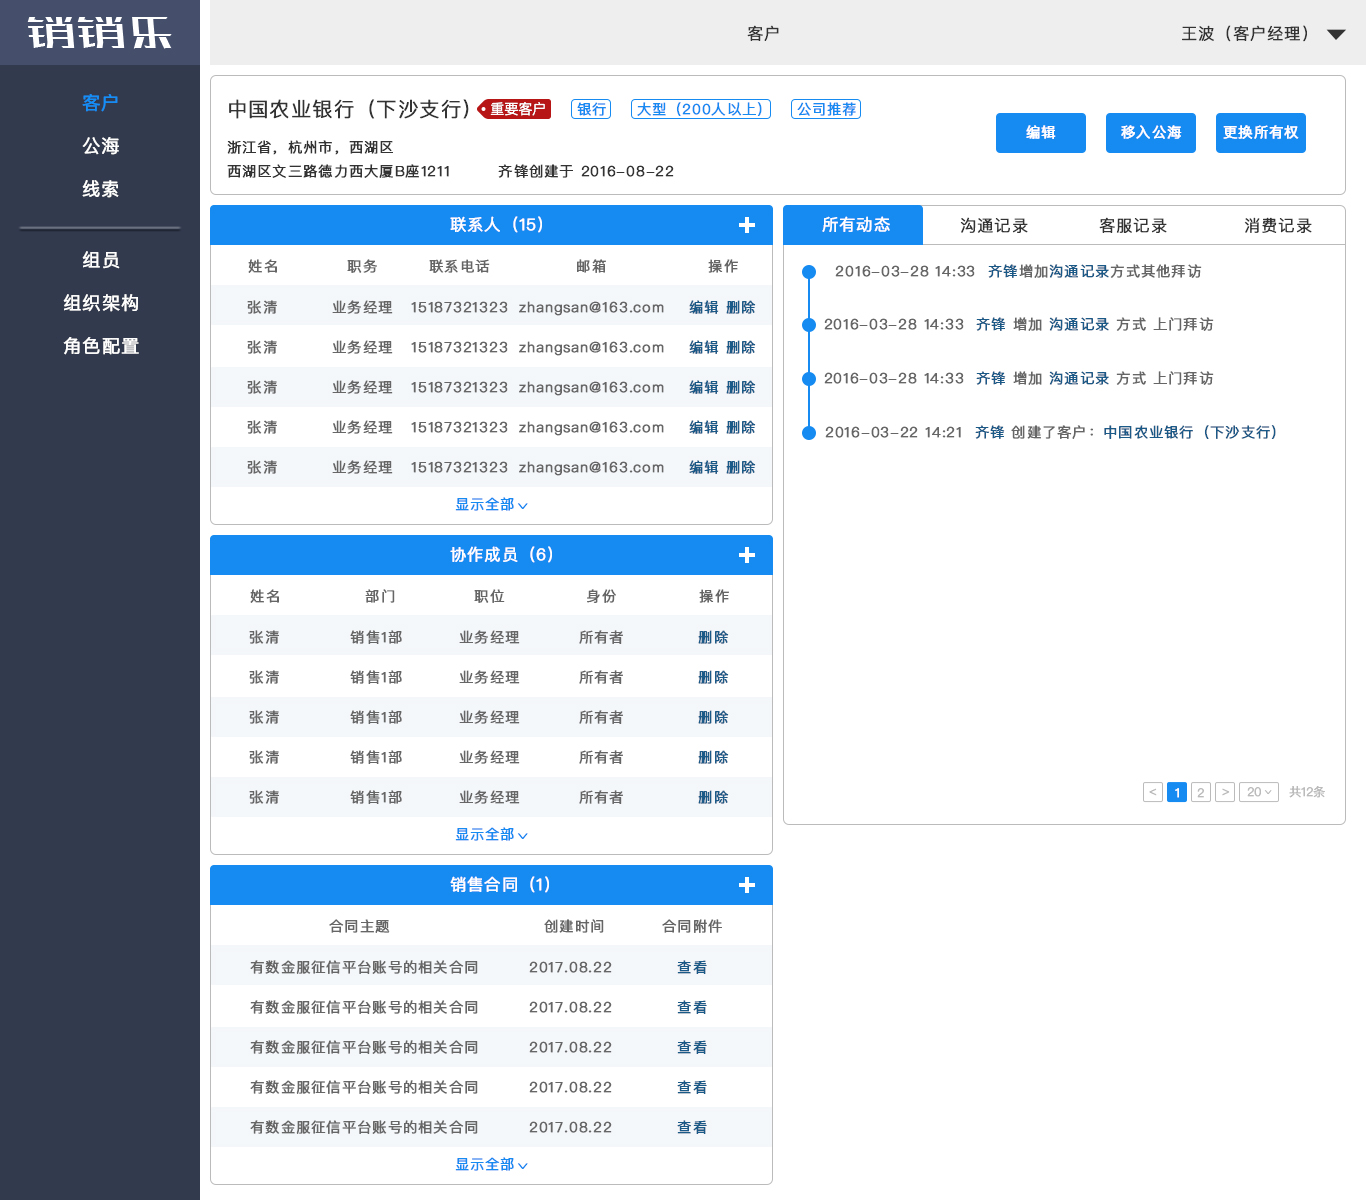 销销乐
客户
王波（客户经理）
客户
公海
线索
组员
组织架构
角色配置
中国农业银行（下沙支行） 重要客户 银行 大型（200人以上） 公司推荐
浙江省，杭州市，西湖区
西湖区文三路德力西大厦B座1211 齐锋创建于 2016-08-22
编辑 移入公海 更换所有权
联系人（15）
姓名 职务 联系电话 邮箱 操作
张清 业务经理 15187321323 zhangsan@163.com 编辑 删除
张清 业务经理 15187321323 zhangsan@163.com 编辑 删除
张清 业务经理 15187321323 zhangsan@163.com 编辑 删除
张清 业务经理 15187321323 zhangsan@163.com 编辑 删除
张清 业务经理 15187321323 zhangsan@163.com 编辑 删除
显示全部
协作成员（6）
姓名 部门 职位 身份 操作
张清 销售1部 业务经理 所有者 删除
张清 销售1部 业务经理 所有者 删除
张清 销售1部 业务经理 所有者 删除
张清 销售1部 业务经理 所有者 删除
张清 销售1部 业务经理 所有者 删除
显示全部
销售合同（1）
合同主题 创建时间 合同附件
有数金服征信平台账号的相关合同 2017.08.22 查看
有数金服征信平台账号的相关合同 2017.08.22 查看
有数金服征信平台账号的相关合同 2017.08.22 查看
有数金服征信平台账号的相关合同 2017.08.22 查看
有数金服征信平台账号的相关合同 2017.08.22 查看
显示全部
所有动态 沟通记录 客服记录 消费记录
2016-03-28 14:33 齐锋增加沟通记录方式其他拜访
2016-03-28 14:33 齐锋 增加 沟通记录 方式 上门拜访
2016-03-28 14:33 齐锋 增加 沟通记录 方式 上门拜访
2016-03-22 14:21 齐锋 创建了客户：中国农业银行（下沙支行）
< 1 2 > 20 共12条